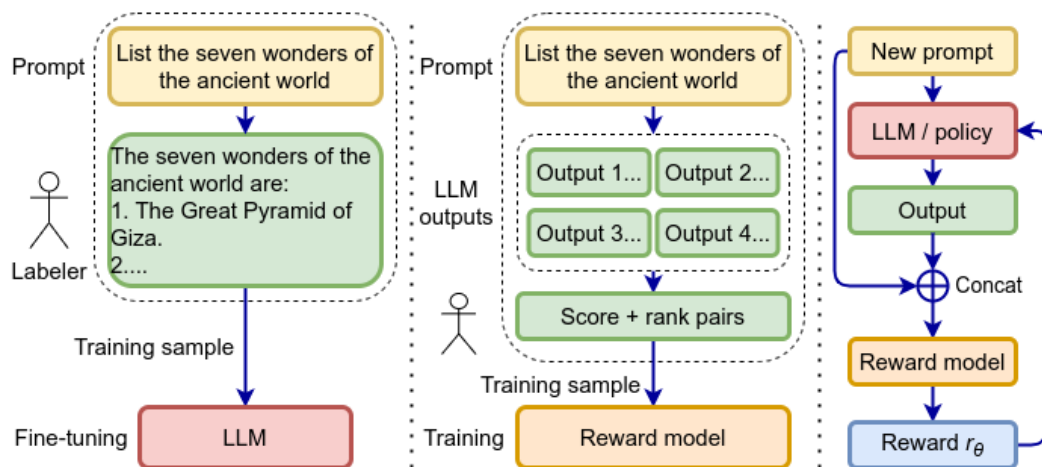 Prompt
List the seven wonders of
the ancient world
The seven wonders of the
ancient world are:
1. The Great Pyramid of
Giza.
2....
Labeler
Training sample
Fine-tuning
LLM
Prompt
List the seven wonders of
the ancient world
LLM
outputs
Output 1...
Output 2...
Output 3...
Output 4...
Score + rank pairs
Training sample
Training
Reward model
New prompt
LLM / policy
Output
Concat
Reward model
Reward r_θ